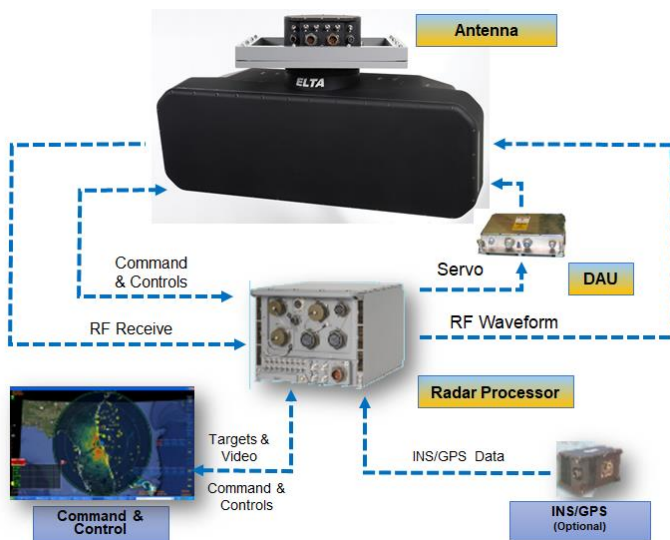 Antenna
ELTA
Command
& Controls
Servo
DAU
RF Receive
RF Waveform
Radar Processor
Targets &
Video
INS/GPS Data
Command &
Controls
Command &
Control
INS/GPS
(Optional)